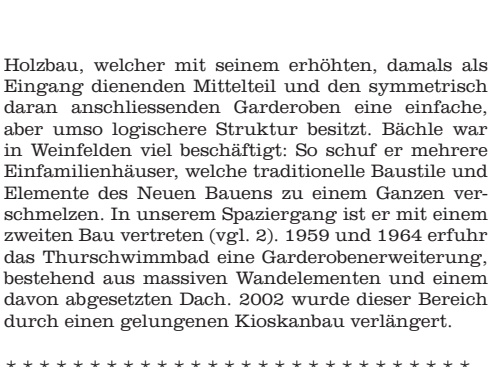 Holzbau, welcher mit seinem erhöhten, damals als
Eingang dienenden Mittelteil und den symmetrisch
daran anschliessenden Garderoben eine einfache,
aber umso logischere Struktur besitzt. Bächle war
in Weinfelden viel beschäftigt: So schuf er mehrere
Einfamilienhäuser, welche traditionelle Baustile und
Elemente des Neuen Bauens zu einem Ganzen ver-
schmelzen. In unserem Spaziergang ist er mit einem
zweiten Bau vertreten (vgl. 2). 1959 und 1964 erfuhr
das Thurschwimmbad eine Garderobenerweiterung,
bestehend aus massiven Wandelementen und einem
davon abgesetzten Dach. 2002 wurde dieser Bereich
durch einen gelungenen Kioskanbau verlängert.
* * * * * * * * * * * * * * * * * * * * * * * * * * * *